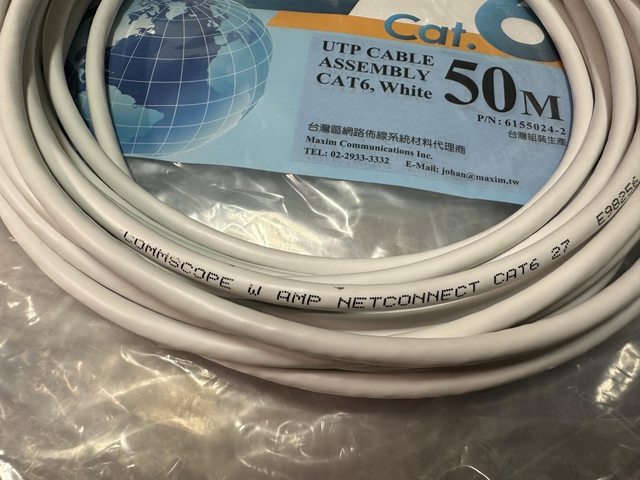 Cat. 6
UTP CABLE
ASSEMBLY
CAT6, White
50M
P/N: 6155024-2
台灣組裝生產
台灣區網路佈線系統材料代理商
Maxim Communications Inc.
TEL: 02-2933-3332 E-Mail: johan@maxim.tw
COMMSCOPE W AMP NETCONNECT CAT6 27 E98256